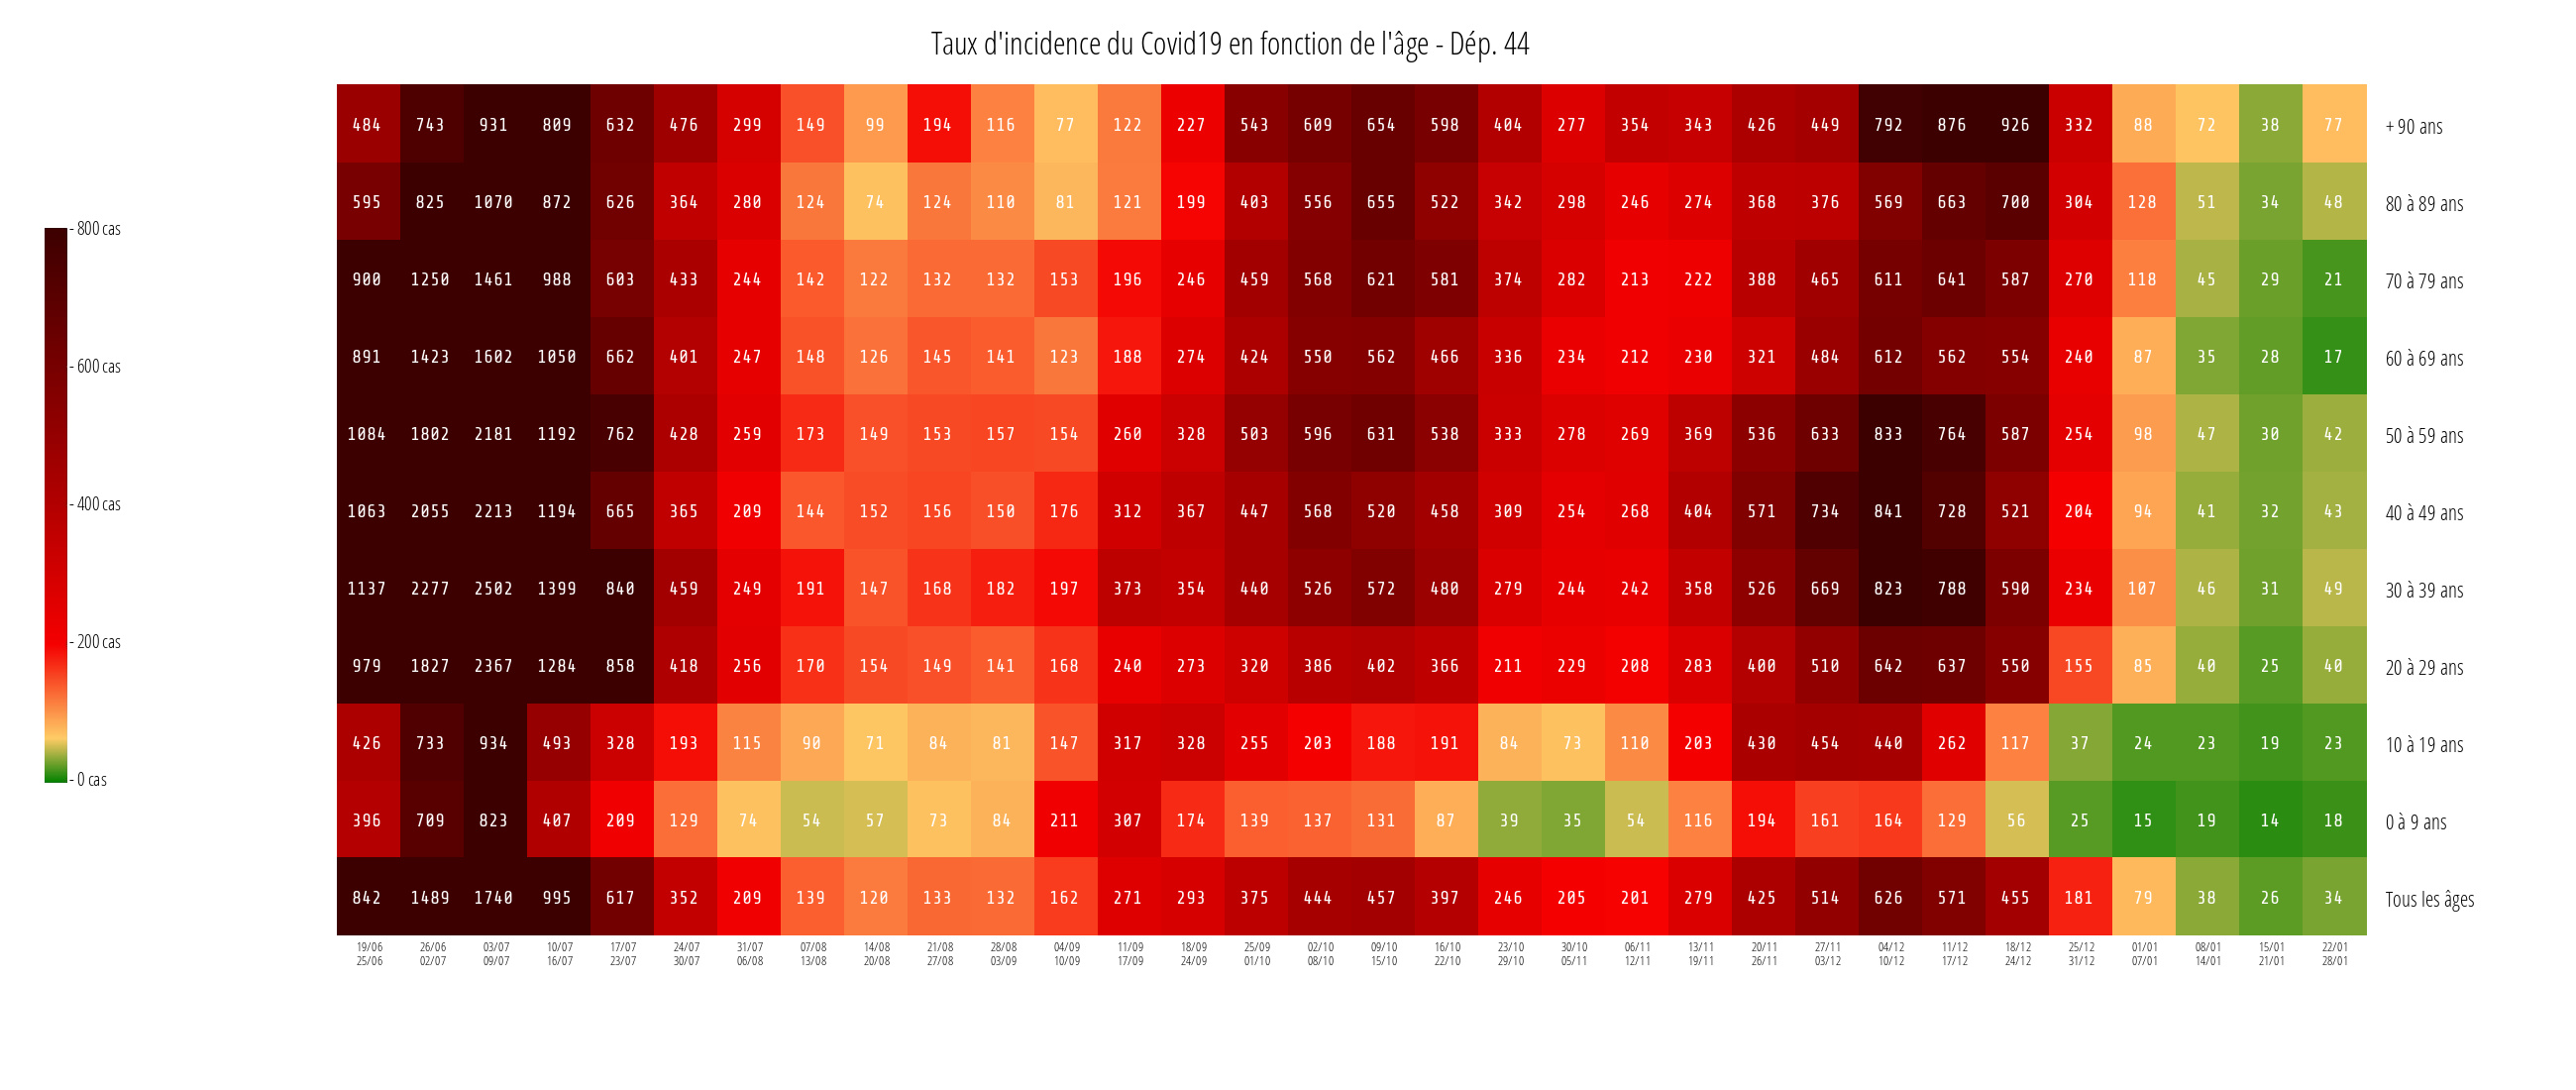 Taux d'incidence du Covid19 en fonction de l'âge - Dép. 44
484 743 931 809 632 476 299 149 99 194 116 77 122 227 543 609 654 598 404 277 354 343 426 449 792 876 926 332 88 72 38 77 + 90 ans
595 825 1070 872 626 364 280 124 74 124 110 81 121 199 403 556 655 522 342 298 246 274 368 376 569 663 700 304 128 51 34 48 80 à 89 ans
- 800 cas
900 1250 1461 988 603 433 244 142 122 132 132 153 196 246 459 568 621 581 374 282 213 222 388 465 611 641 587 270 118 45 29 21 70 à 79 ans
891 1423 1602 1050 662 401 247 148 126 145 141 123 188 274 424 550 562 466 336 234 212 230 321 484 612 562 554 240 87 35 28 17 60 à 69 ans
- 600 cas
1084 1802 2181 1192 762 428 259 173 149 153 157 154 260 328 503 596 631 538 333 278 269 369 536 633 833 764 587 254 98 47 30 42 50 à 59 ans
- 400 cas
1063 2055 2213 1194 665 365 209 144 152 156 150 176 312 367 447 568 520 458 309 254 268 404 571 734 841 728 521 204 94 41 32 43 40 à 49 ans
1137 2277 2502 1399 840 459 249 191 147 168 182 197 373 354 440 526 572 480 279 244 242 358 526 669 823 788 590 234 107 46 31 49 30 à 39 ans
- 200 cas
979 1827 2367 1284 858 418 256 170 154 149 141 168 240 273 320 386 402 366 211 229 208 283 400 510 642 637 550 155 85 40 25 40 20 à 29 ans
426 733 934 493 328 193 115 90 71 84 81 147 317 328 255 203 188 191 84 73 110 203 430 454 440 262 117 37 24 23 19 23 10 à 19 ans
- 0 cas
396 709 823 407 209 129 74 54 57 73 84 211 307 174 139 137 131 87 39 35 54 116 194 161 164 129 56 25 15 19 14 18 0 à 9 ans
842 1489 1740 995 617 352 209 139 120 133 132 162 271 293 375 444 457 397 246 205 201 279 425 514 626 571 455 181 79 38 26 34 Tous les âges
19/06 26/06 03/07 10/07 17/07 24/07 31/07 07/08 14/08 21/08 28/08 04/09 11/09 18/09 25/09 02/10 09/10 16/10 23/10 30/10 06/11 13/11 20/11 27/11 04/12 11/12 18/12 25/12 01/01 08/01 15/01 22/01
25/06 02/07 09/07 16/07 23/07 30/07 06/08 13/08 20/08 27/08 03/09 10/09 17/09 24/09 01/10 08/10 15/10 22/10 29/10 05/11 12/11 19/11 26/11 03/12 10/12 17/12 24/12 31/12 07/01 14/01 21/01 28/01